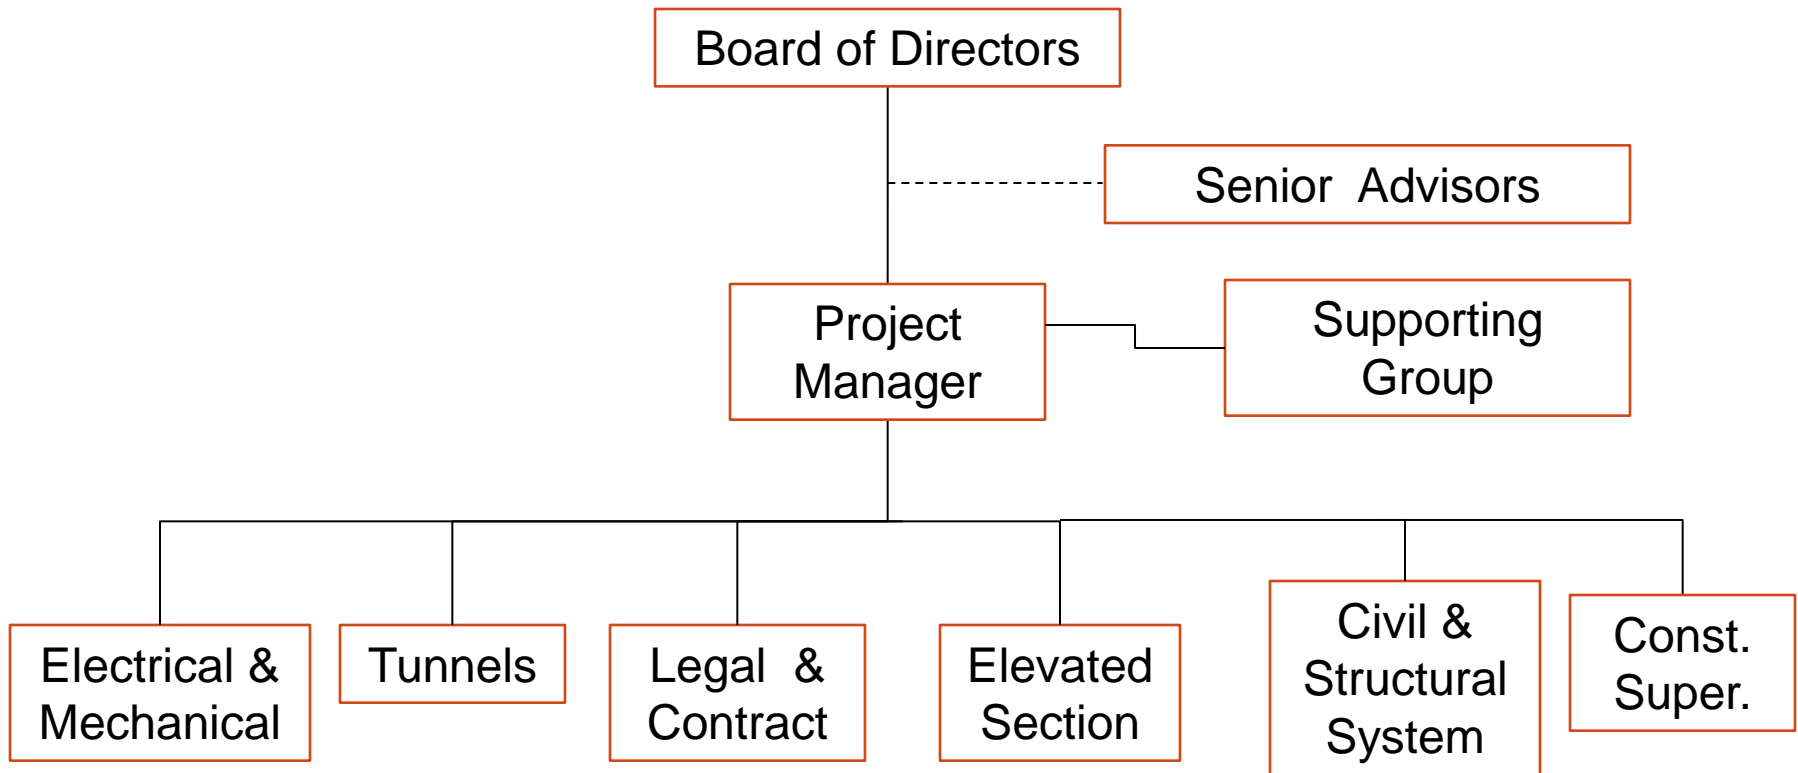 Board of Directors
Senior Advisors
Project
Manager
Supporting
Group
Electrical &
Mechanical
Tunnels
Legal &
Contract
Elevated
Section
Civil &
Structural
System
Const.
Super.